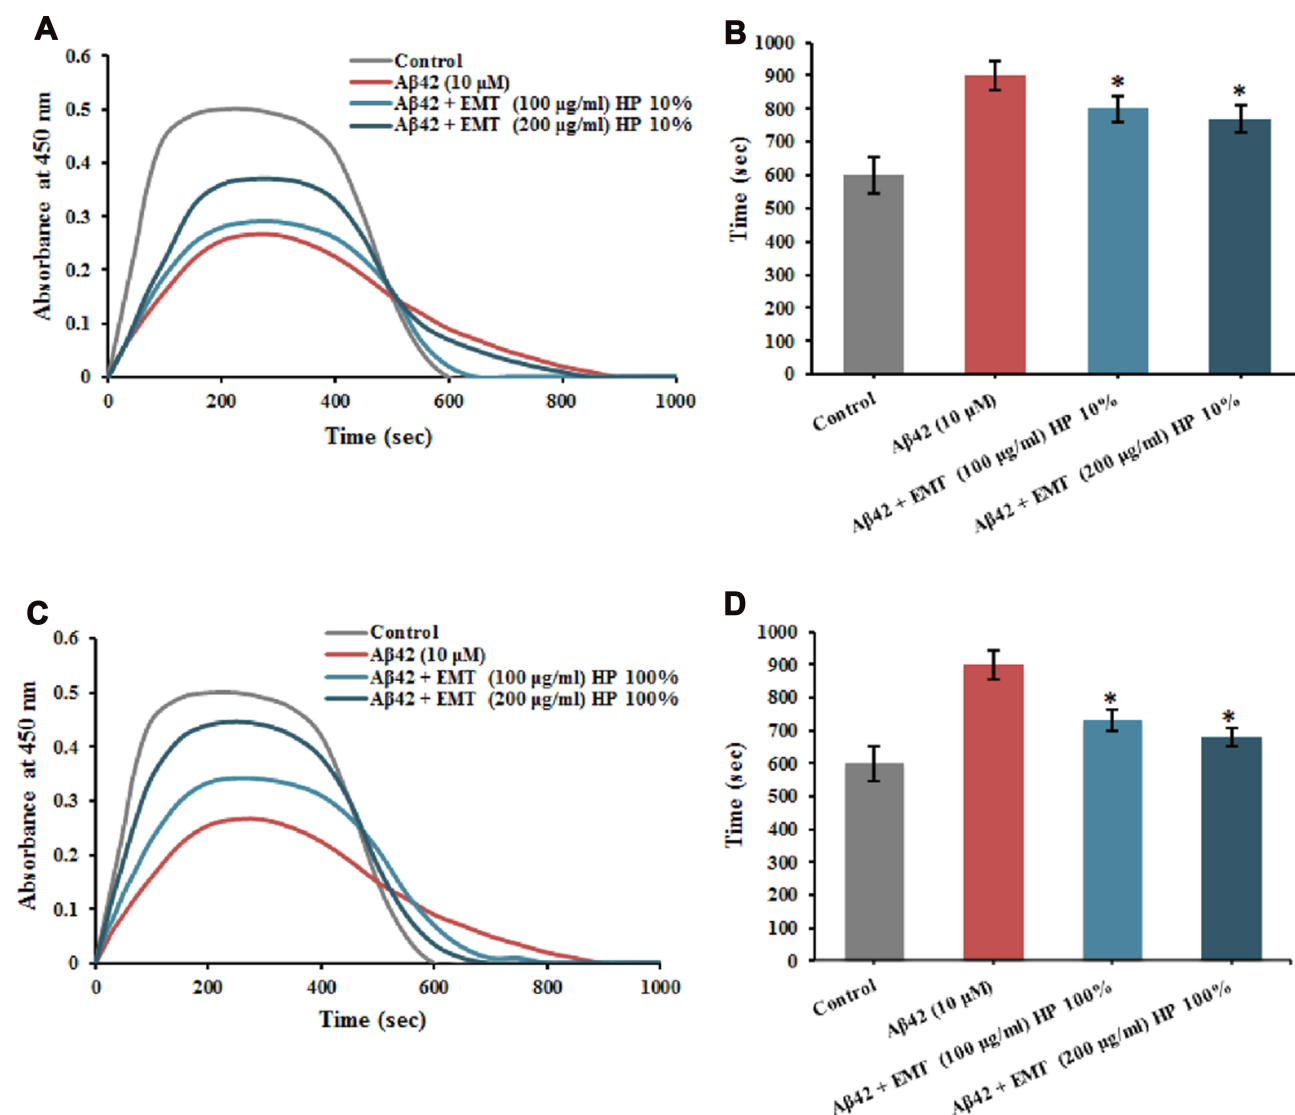 A
0.6
0.5
0.4
0.3
0.2
0.1
0
Absorbance at 450 nm
Control
Aβ42 (10 μM)
Aβ42 + EMT (100 μg/ml) HP 10%
Aβ42 + EMT (200 μg/ml) HP 10%
0 200 400 600 800 1000
Time (sec)
B
1000
900
800
700
600
500
400
300
200
100
0
Time (sec)
*
*
Control
Aβ42 (10 μM)
Aβ42 + EMT (100 μg/ml) HP 10%
Aβ42 + EMT (200 μg/ml) HP 10%
C
0.6
0.5
0.4
0.3
0.2
0.1
0
Absorbance at 450 nm
Control
Aβ42 (10 μM)
Aβ42 + EMT (100 μg/ml) HP 100%
Aβ42 + EMT (200 μg/ml) HP 100%
0 200 400 600 800 1000
Time (sec)
D
1000
900
800
700
600
500
400
300
200
100
0
Time (sec)
*
*
Control
Aβ42 (10 μM)
Aβ42 + EMT (100 μg/ml) HP 100%
Aβ42 + EMT (200 μg/ml) HP 100%